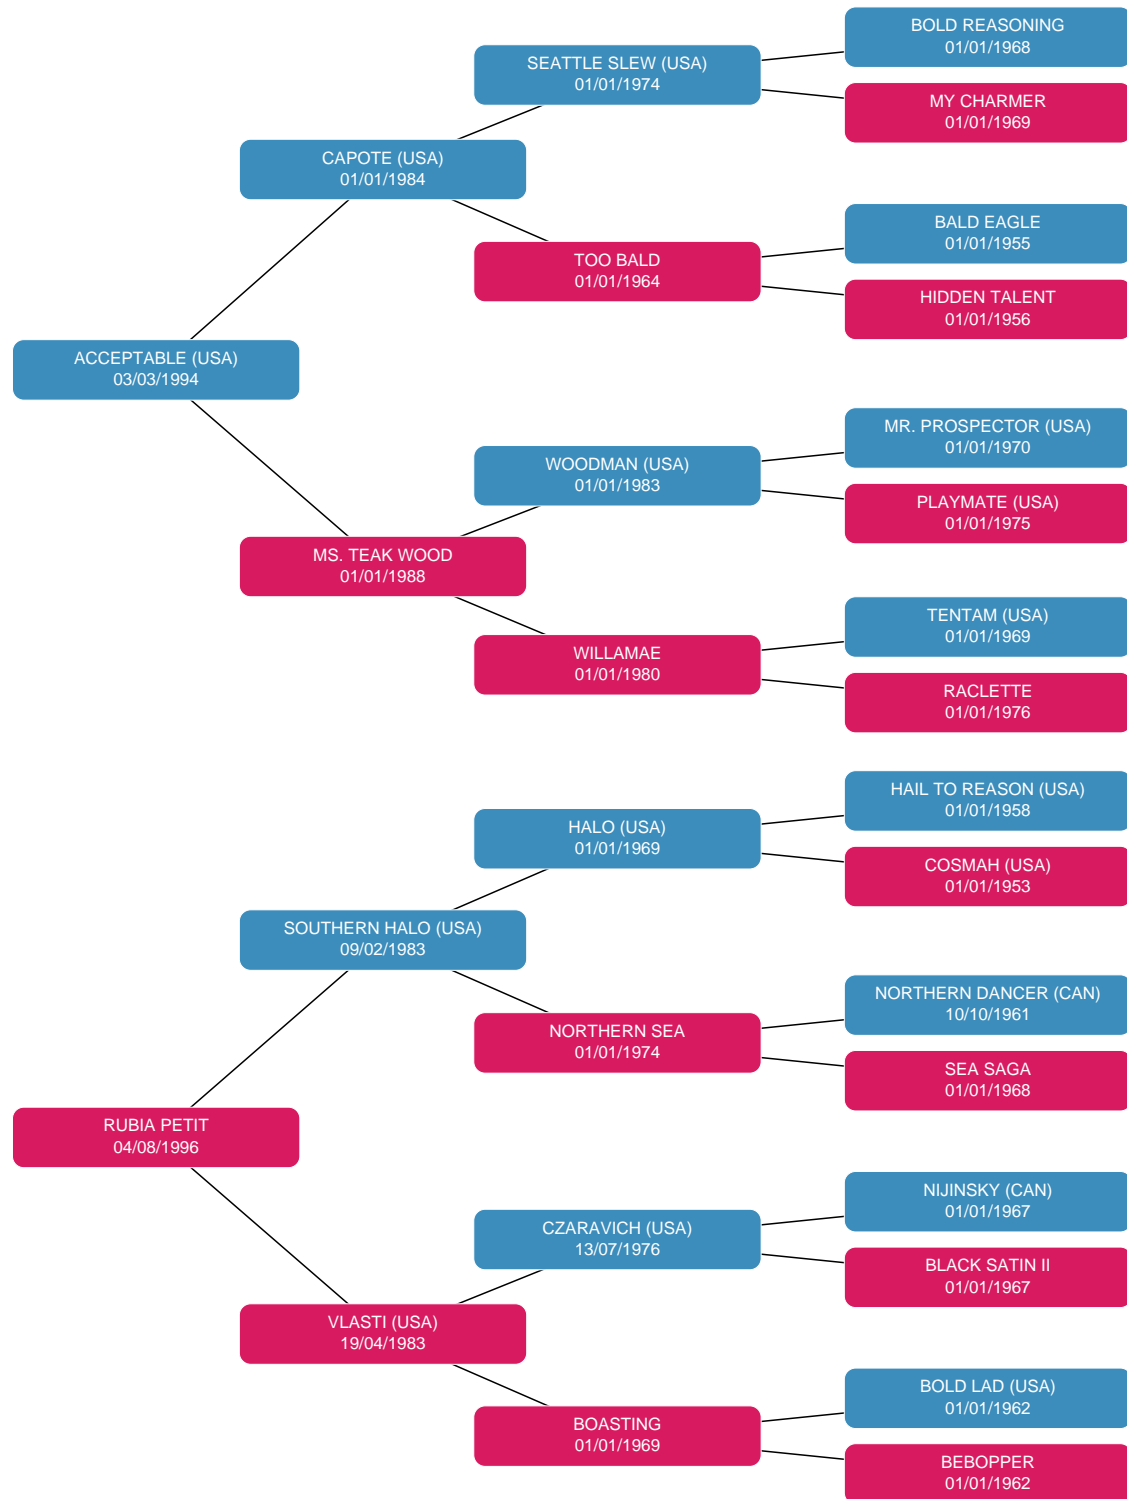 BOLD REASONING
01/01/1968
SEATTLE SLEW (USA)
01/01/1974
MY CHARMER
01/01/1969
CAPOTE (USA)
01/01/1984
BALD EAGLE
01/01/1955
TOO BALD
01/01/1964
HIDDEN TALENT
01/01/1956
ACCEPTABLE (USA)
03/03/1994
MR. PROSPECTOR (USA)
01/01/1970
WOODMAN (USA)
01/01/1983
PLAYMATE (USA)
01/01/1975
MS. TEAK WOOD
01/01/1988
TENTAM (USA)
01/01/1969
WILLAMAE
01/01/1980
RACLETTE
01/01/1976
HAIL TO REASON (USA)
01/01/1958
HALO (USA)
01/01/1969
COSMAH (USA)
01/01/1953
SOUTHERN HALO (USA)
09/02/1983
NORTHERN DANCER (CAN)
10/10/1961
NORTHERN SEA
01/01/1974
SEA SAGA
01/01/1968
RUBIA PETIT
04/08/1996
NIJINSKY (CAN)
01/01/1967
CZARAVICH (USA)
13/07/1976
BLACK SATIN II
01/01/1967
VLASTI (USA)
19/04/1983
BOLD LAD (USA)
01/01/1962
BOASTING
01/01/1969
BEBOPPER
01/01/1962